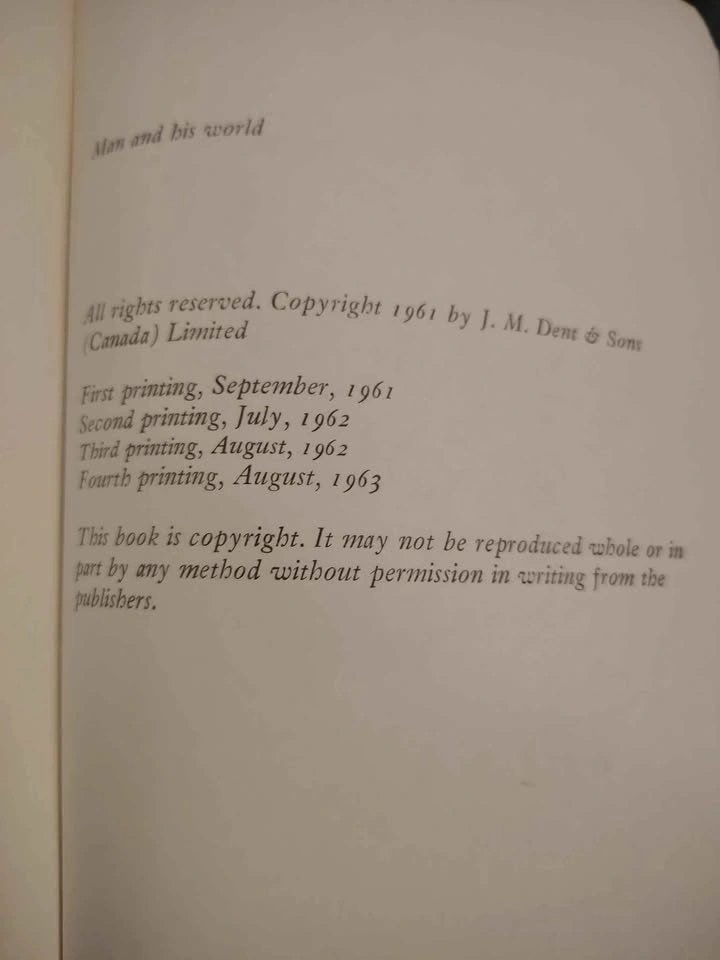 Man and his world
All rights reserved. Copyright 1961 by J. M. Dent & Sons
(Canada) Limited
First printing, September, 1961
Second printing, July, 1962
Third printing, August, 1962
Fourth printing, August, 1963
This book is copyright. It may not be reproduced whole or in
part by any method without permission in writing from the
publishers.